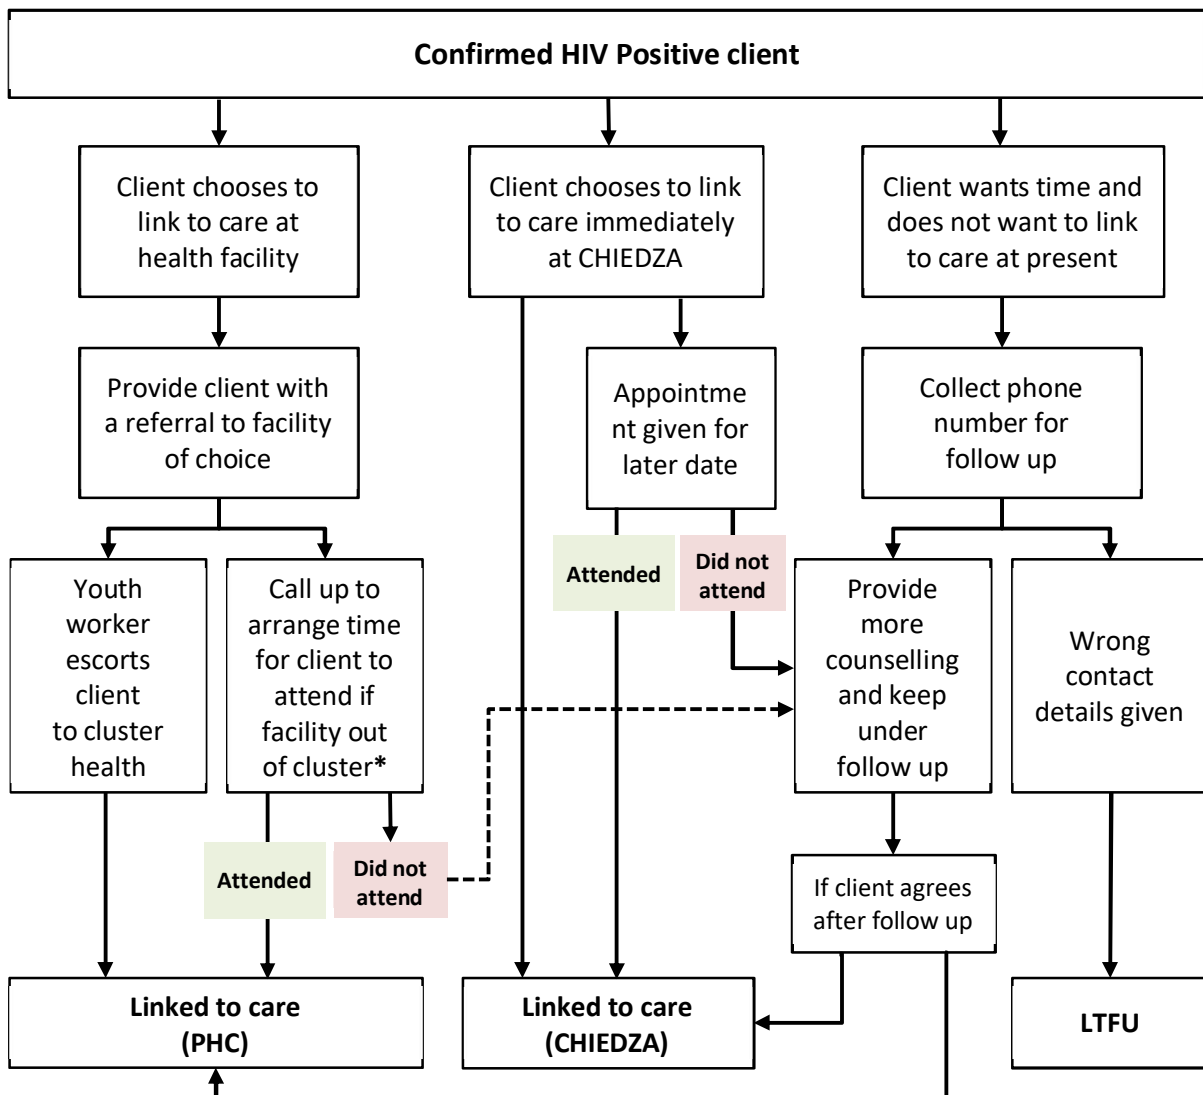 Confirmed HIV Positive client
Client chooses to
link to care at
health facility
Client chooses to link
to care immediately
at CHIEDZA
Client wants time and
does not want to link
to care at present
Provide client with
a referral to facility
of choice
Appointme
nt given for
later date
Collect phone
number for
follow up
Youth
worker
escorts
client
to cluster
health
Call up to
arrange time
for client to
attend if
facility out
of cluster*
Attended
Did not
attend
Provide
more
counselling
and keep
under
follow up
Wrong
contact
details given
Attended
Did not
attend
If client agrees
after follow up
Linked to care
(PHC)
Linked to care
(CHIEDZA)
LTFU